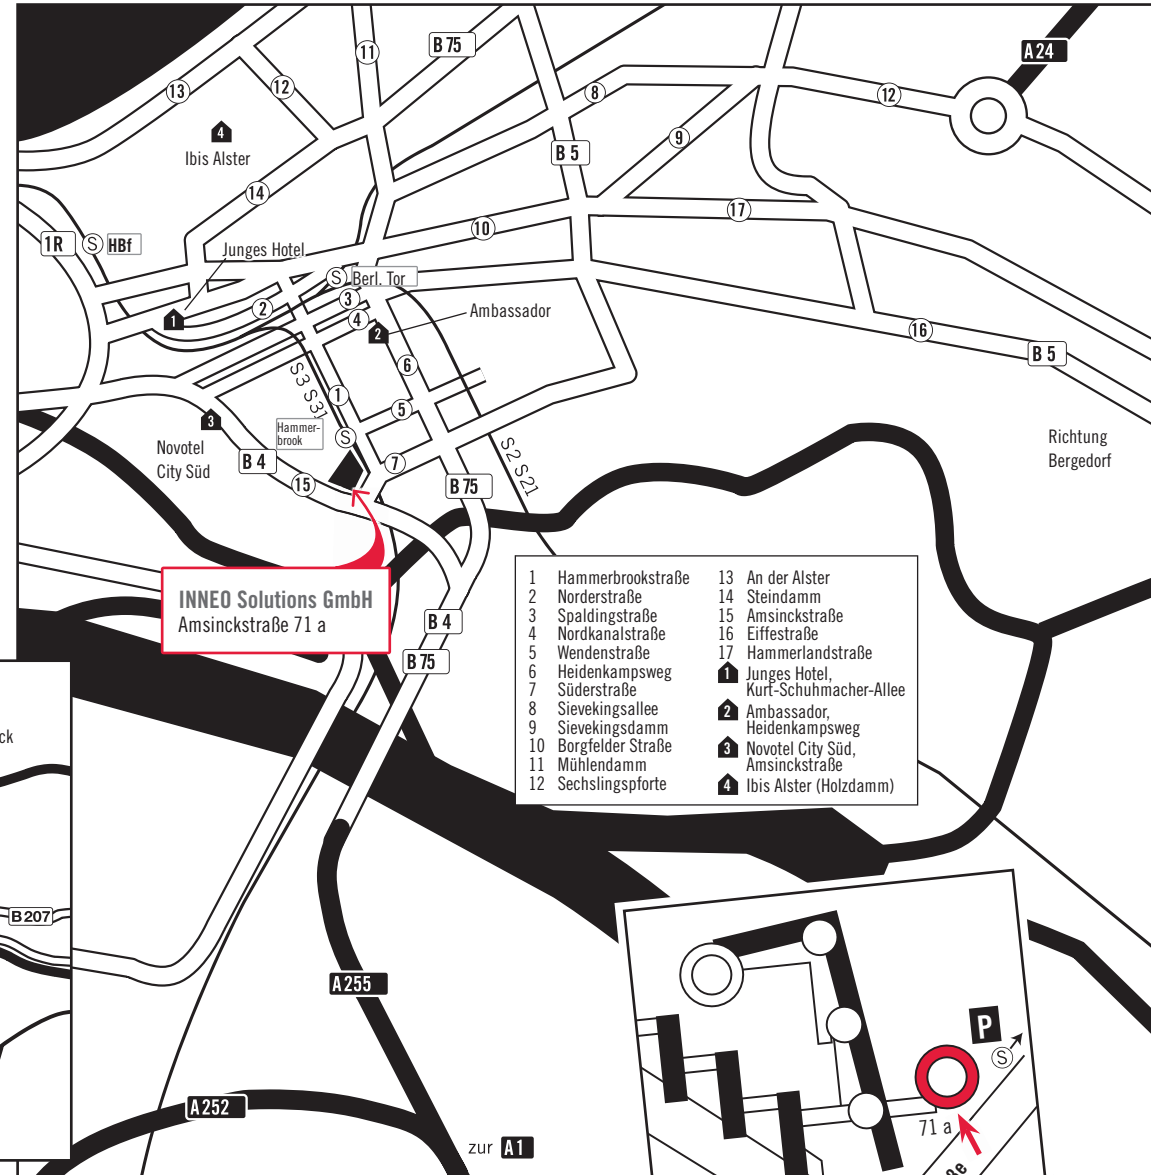 11
B 75
A 24
13
12
8
12
4
Ibis Alster
9
B 5
14
17
10
1R
S
HBf
Junges Hotel
S
Berl. Tor
2
3
1
4
2
Ambassador
16
B 5
6
S3 S31
1
5
3
Hammer-
brook
S
Novotel
City Süd
B 4
7
15
B 75
S2 S21
Richtung
Bergedorf
INNEO Solutions GmbH
Amsinckstraße 71 a
B 4
B 75
1 Hammerbrookstraße
2 Norderstraße
3 Spaldingstraße
4 Nordkanalstraße
5 Wendenstraße
6 Heidenkampsweg
7 Süderstraße
8 Sievekingsallee
9 Sievekingsdamm
10 Borgfelder Straße
11 Mühlendamm
12 Sechslingspforte
13 An der Alster
14 Steindamm
15 Amsinckstraße
16 Eiffestraße
17 Hammerlandstraße
1 Junges Hotel,
Kurt-Schuhmacher-Allee
2 Ambassador,
Heidenkampsweg
3 Novotel City Süd,
Amsinckstraße
4 Ibis Alster (Holzdamm)
ck
B 207
A 255
A 252
zur A1
P
S
71 a
ße